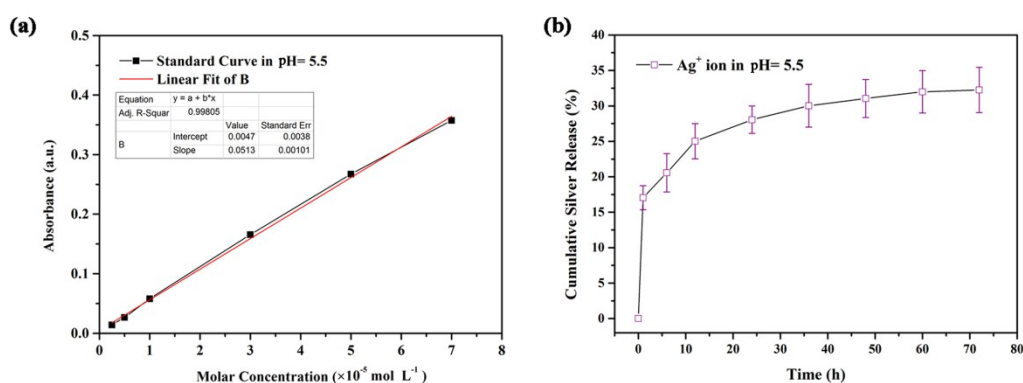 (a)
Standard Curve in pH= 5.5
Linear Fit of B
Equation y = a + b*x
Adj. R-Squar 0.99805
Value Standard Err
B Intercept 0.0047 0.0038
Slope 0.0513 0.00101
0.5
0.4
0.3
0.2
0.1
0.0
Absorbance (a.u.)
0 1 2 3 4 5 6 7 8
Molar Concentration (×10-5 mol L-1)
(b)
Ag+ ion in pH= 5.5
40
35
30
25
20
15
10
5
0
Cumulative Silver Release (%)
0 10 20 30 40 50 60 70 80
Time (h)